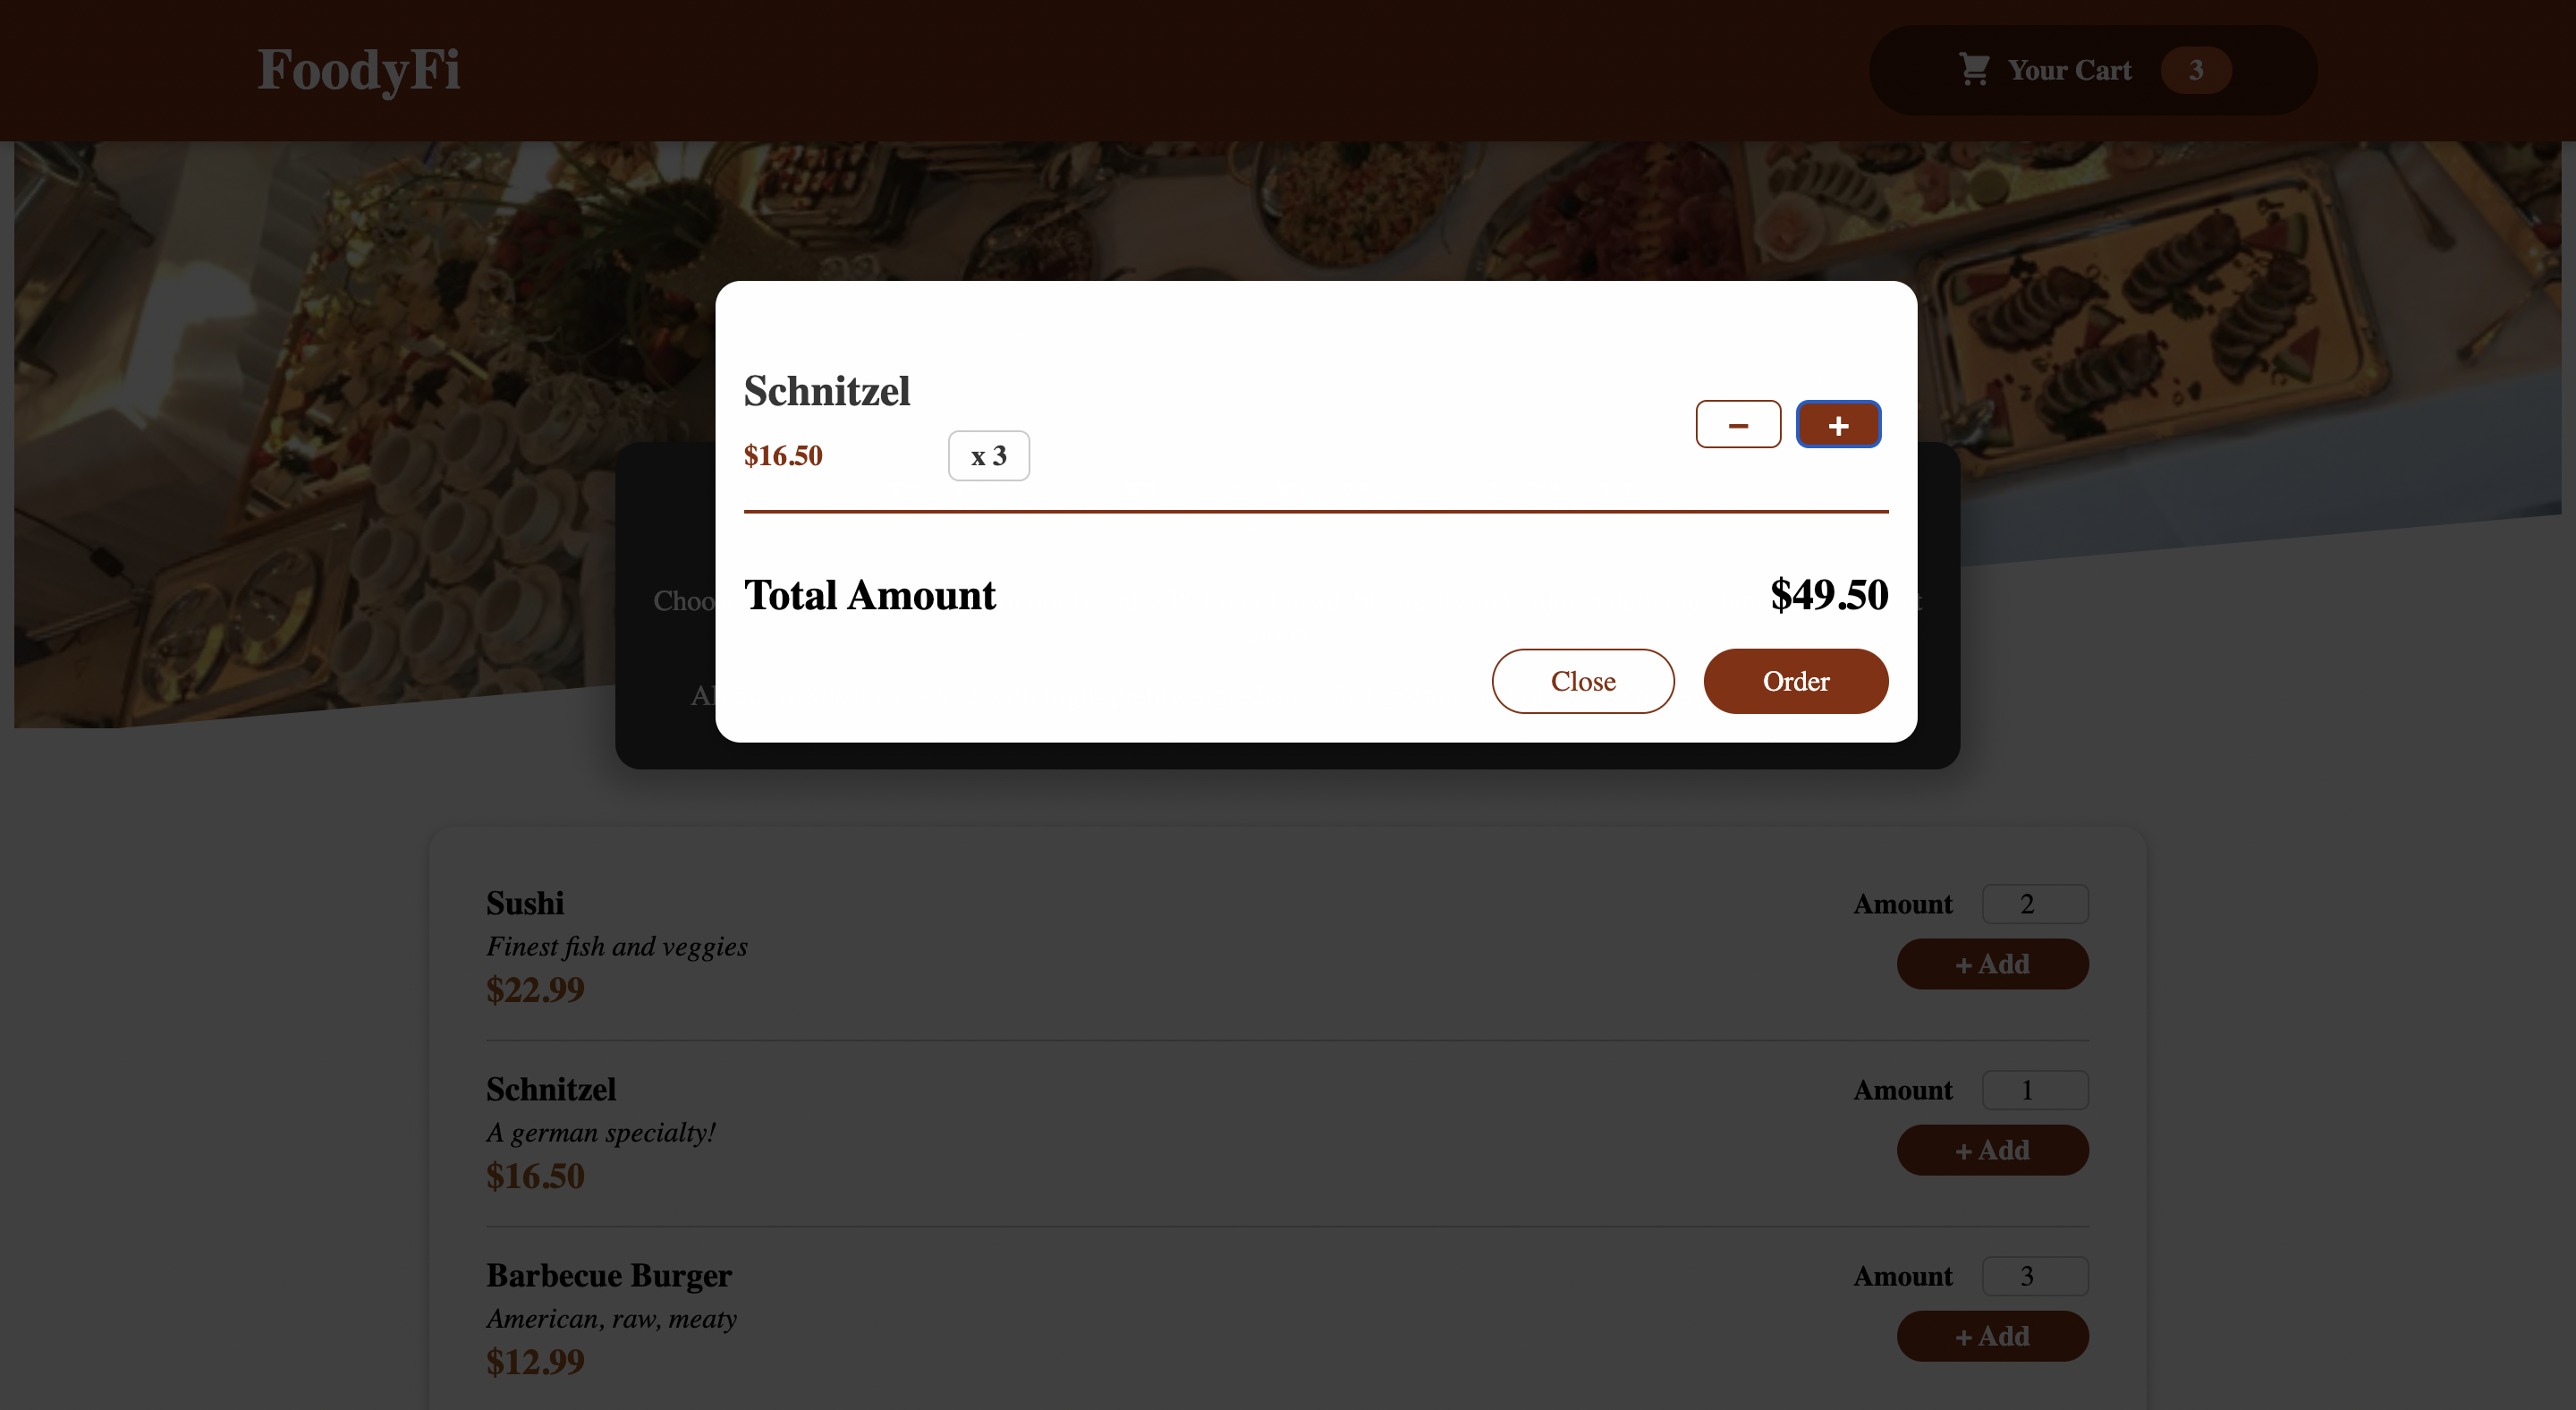 FoodyFi
Your Cart 3
Schnitzel
− +
$16.50 x 3
Total Amount $49.50
Close Order
Sushi
Finest fish and veggies
$22.99
Amount 2
+ Add
Schnitzel
A german specialty!
$16.50
Amount 1
+ Add
Barbecue Burger
American, raw, meaty
$12.99
Amount 3
+ Add